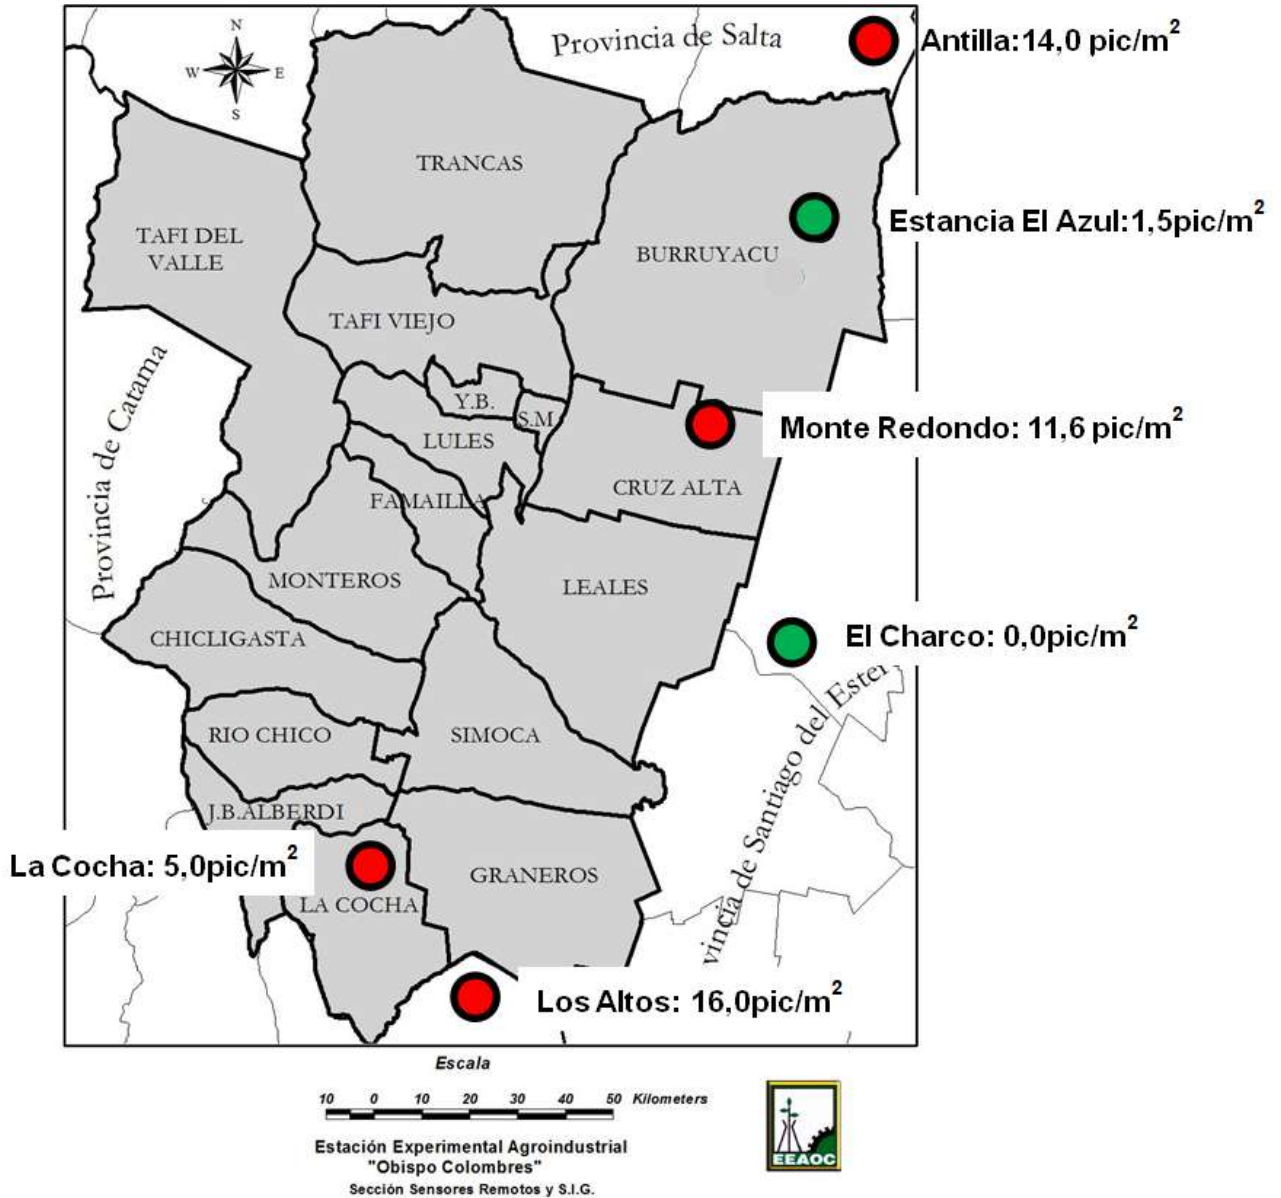 N
W E
S
Provincia de Salta
Antilla:14,0 pic/m²
TRANCAS
Estancia El Azul:1,5pic/m²
TAFI DEL
VALLE
BURRUYACU
TAFI VIEJO
Provincia de Catama
Y.B.
S.M
LULES
Monte Redondo: 11,6 pic/m²
CRUZ ALTA
FAMAILLA
MONTEROS
LEALES
CHICLIGASTA
El Charco: 0,0pic/m²
vincia de Santiago del Ester
RIO CHICO
SIMOCA
J.B.ALBERDI
La Cocha: 5,0pic/m²
GRANEROS
LA COCHA
Los Altos: 16,0pic/m²
Escala
10 0 10 20 30 40 50 Kilometers
Estación Experimental Agroindustrial
"Obispo Colombres"
Sección Sensores Remotos y S.I.G.
EEAOC